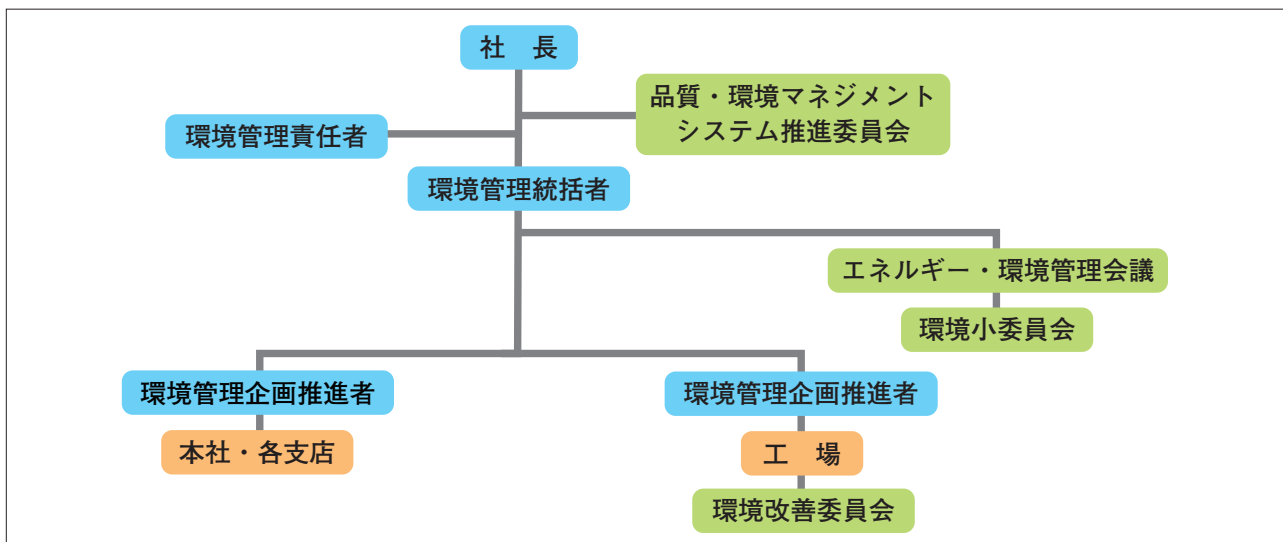 社　長
品質・環境マネジメント
システム推進委員会
環境管理責任者
環境管理統括者
エネルギー・環境管理会議
環境小委員会
環境管理企画推進者
環境管理企画推進者
本社・各支店
工　場
環境改善委員会